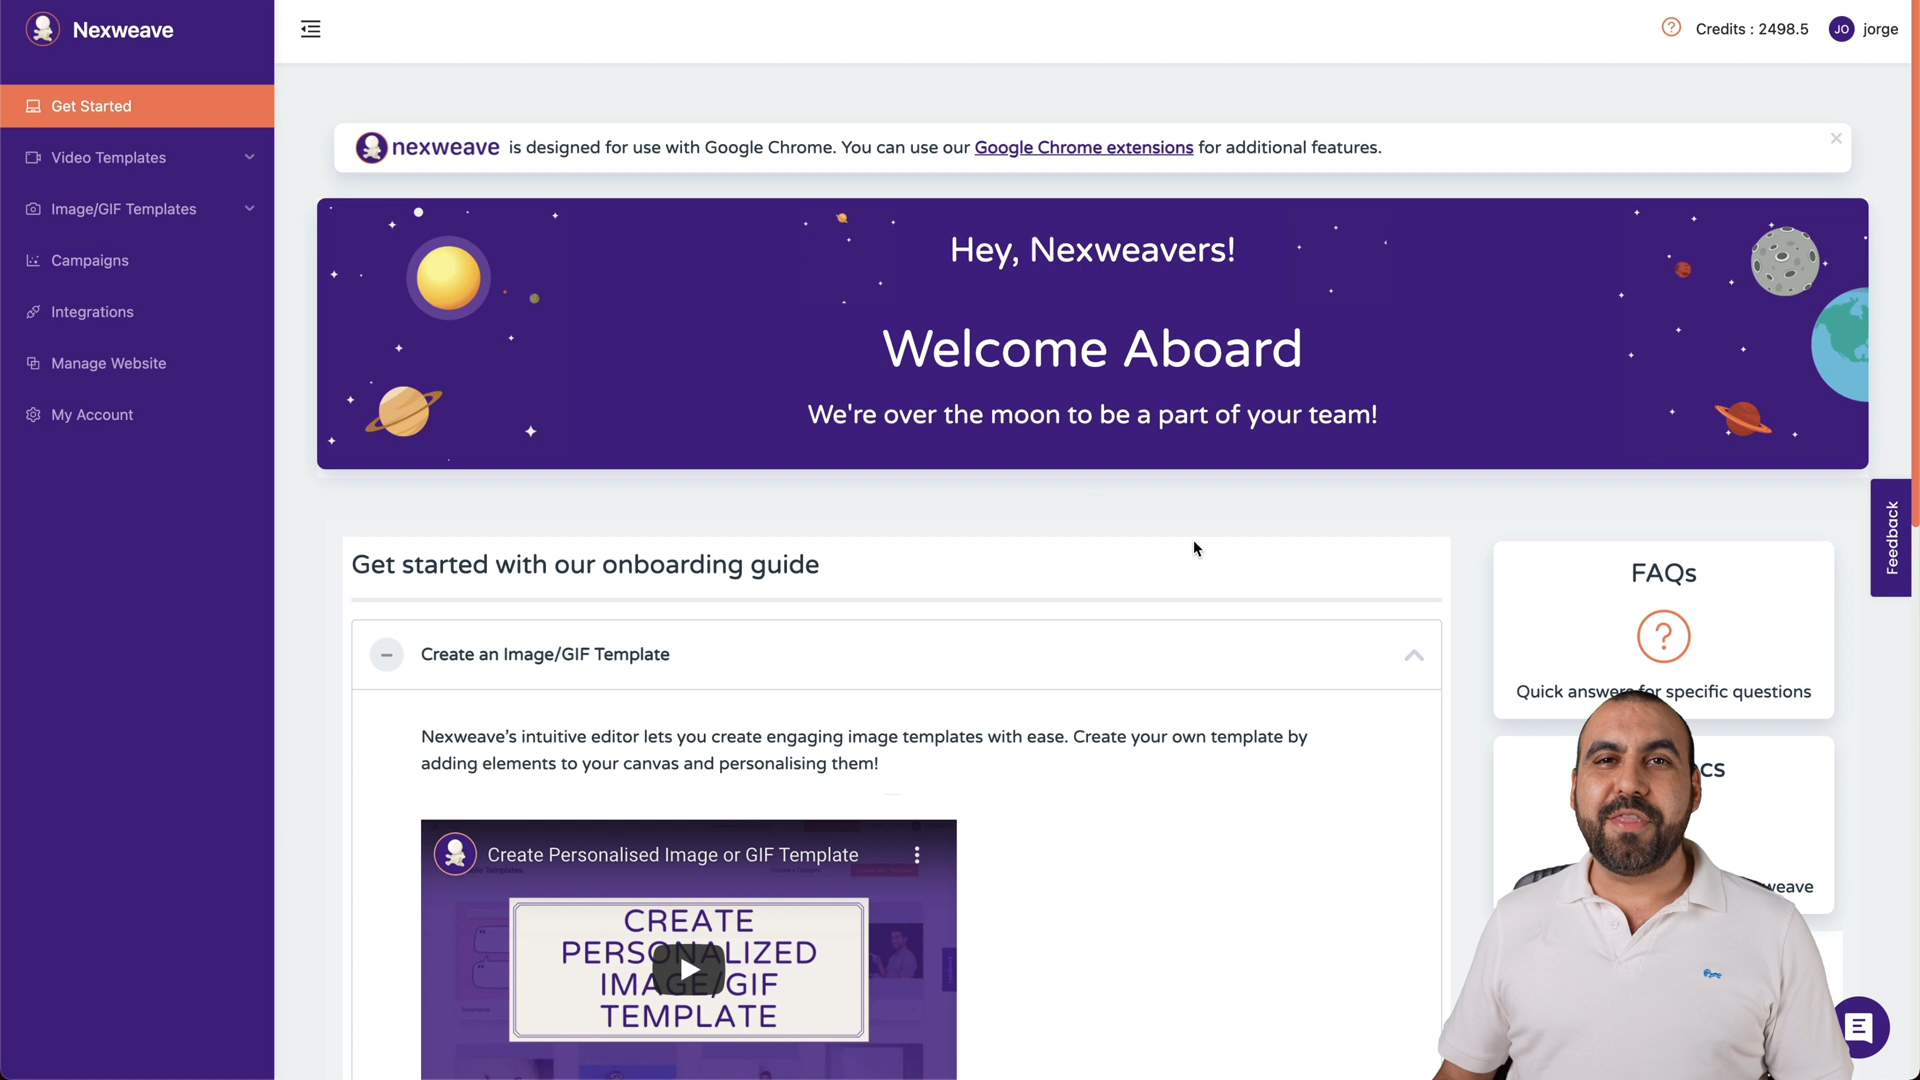 Nexweave
Credits : 2498.5
JO
jorge
Get Started
Video Templates
Image/GIF Templates
Campaigns
Integrations
Manage Website
My Account
nexweave is designed for use with Google Chrome. You can use our Google Chrome extensions for additional features.
Hey, Nexweavers!
Welcome Aboard
We're over the moon to be a part of your team!
Feedback
Get started with our onboarding guide
Create an Image/GIF Template
Nexweave's intuitive editor lets you create engaging image templates with ease. Create your own template by
adding elements to your canvas and personalising them!
Create Personalised Image or GIF Template
CREATE
PERSONALIZED
IMAGE/GIF
TEMPLATE
FAQs
?
Quick answers for specific questions